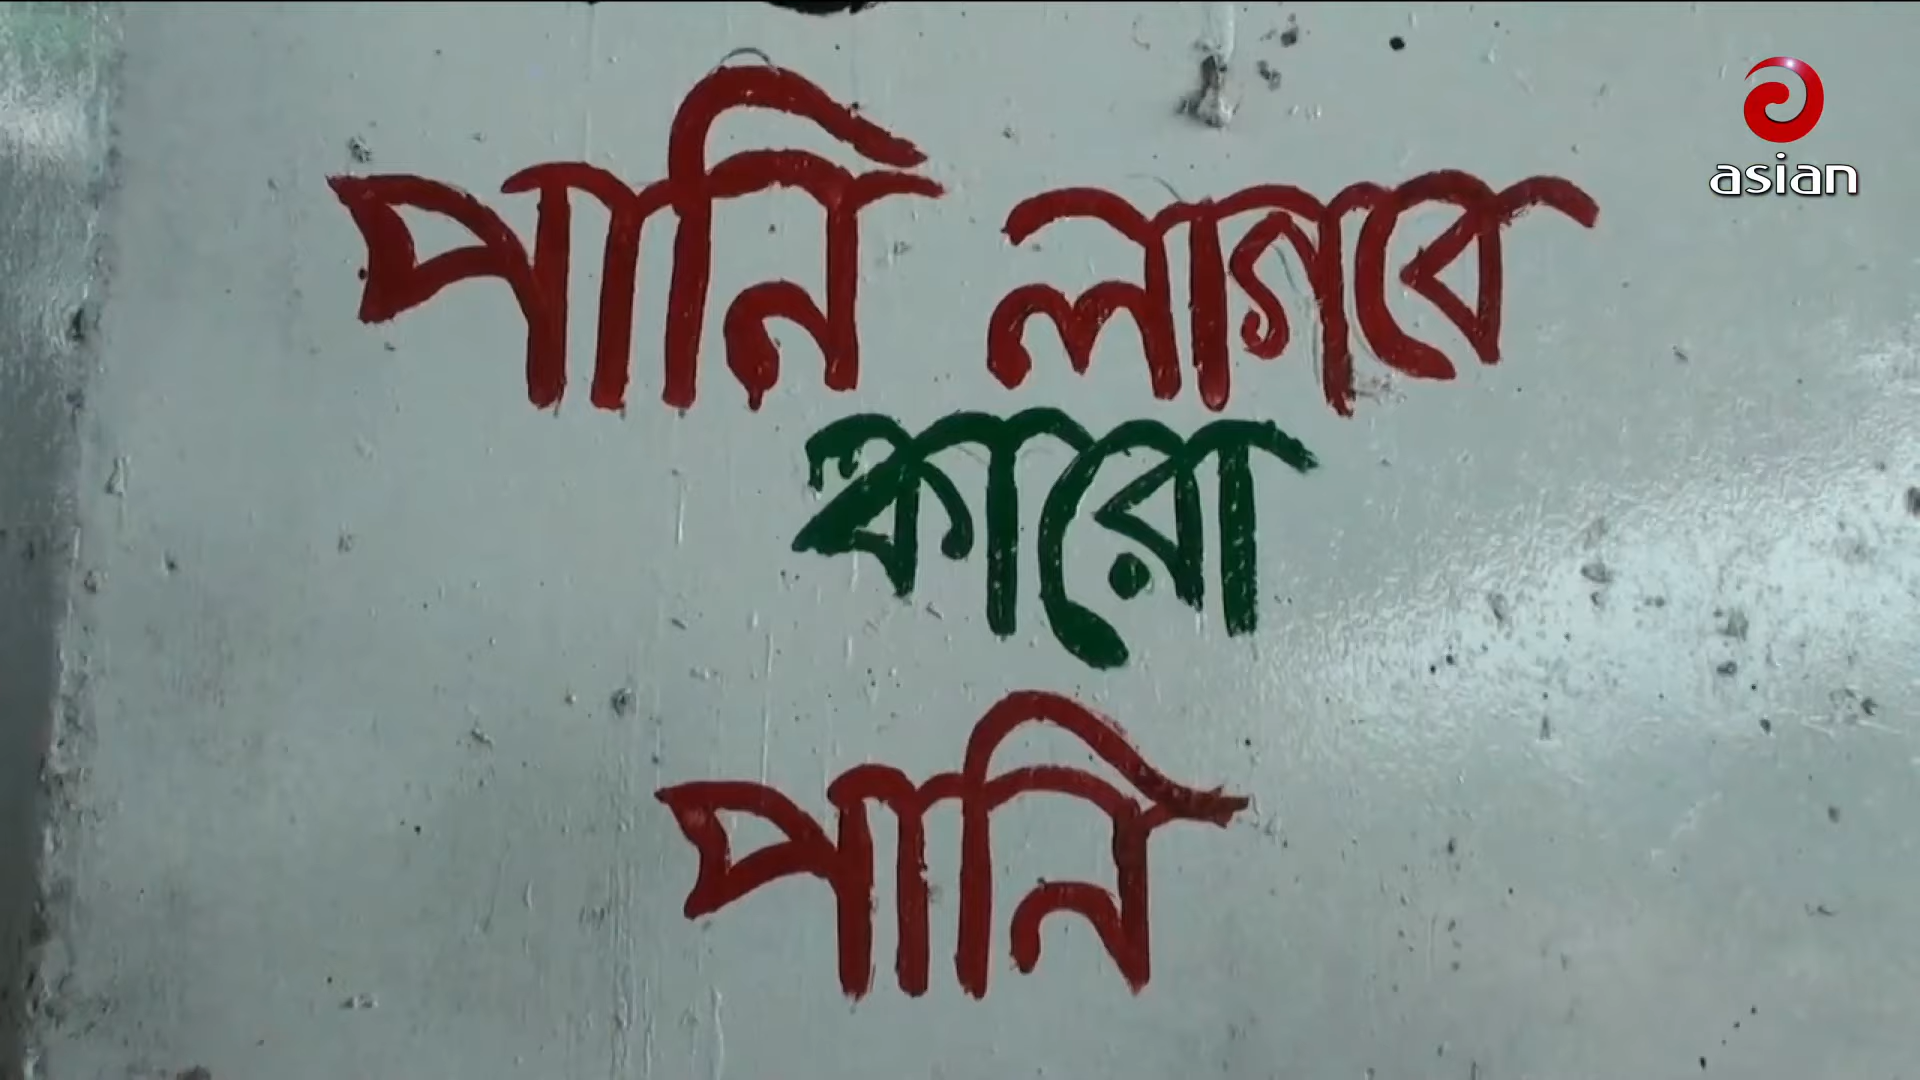 পানি লাগবে
কারো
পানি
asian